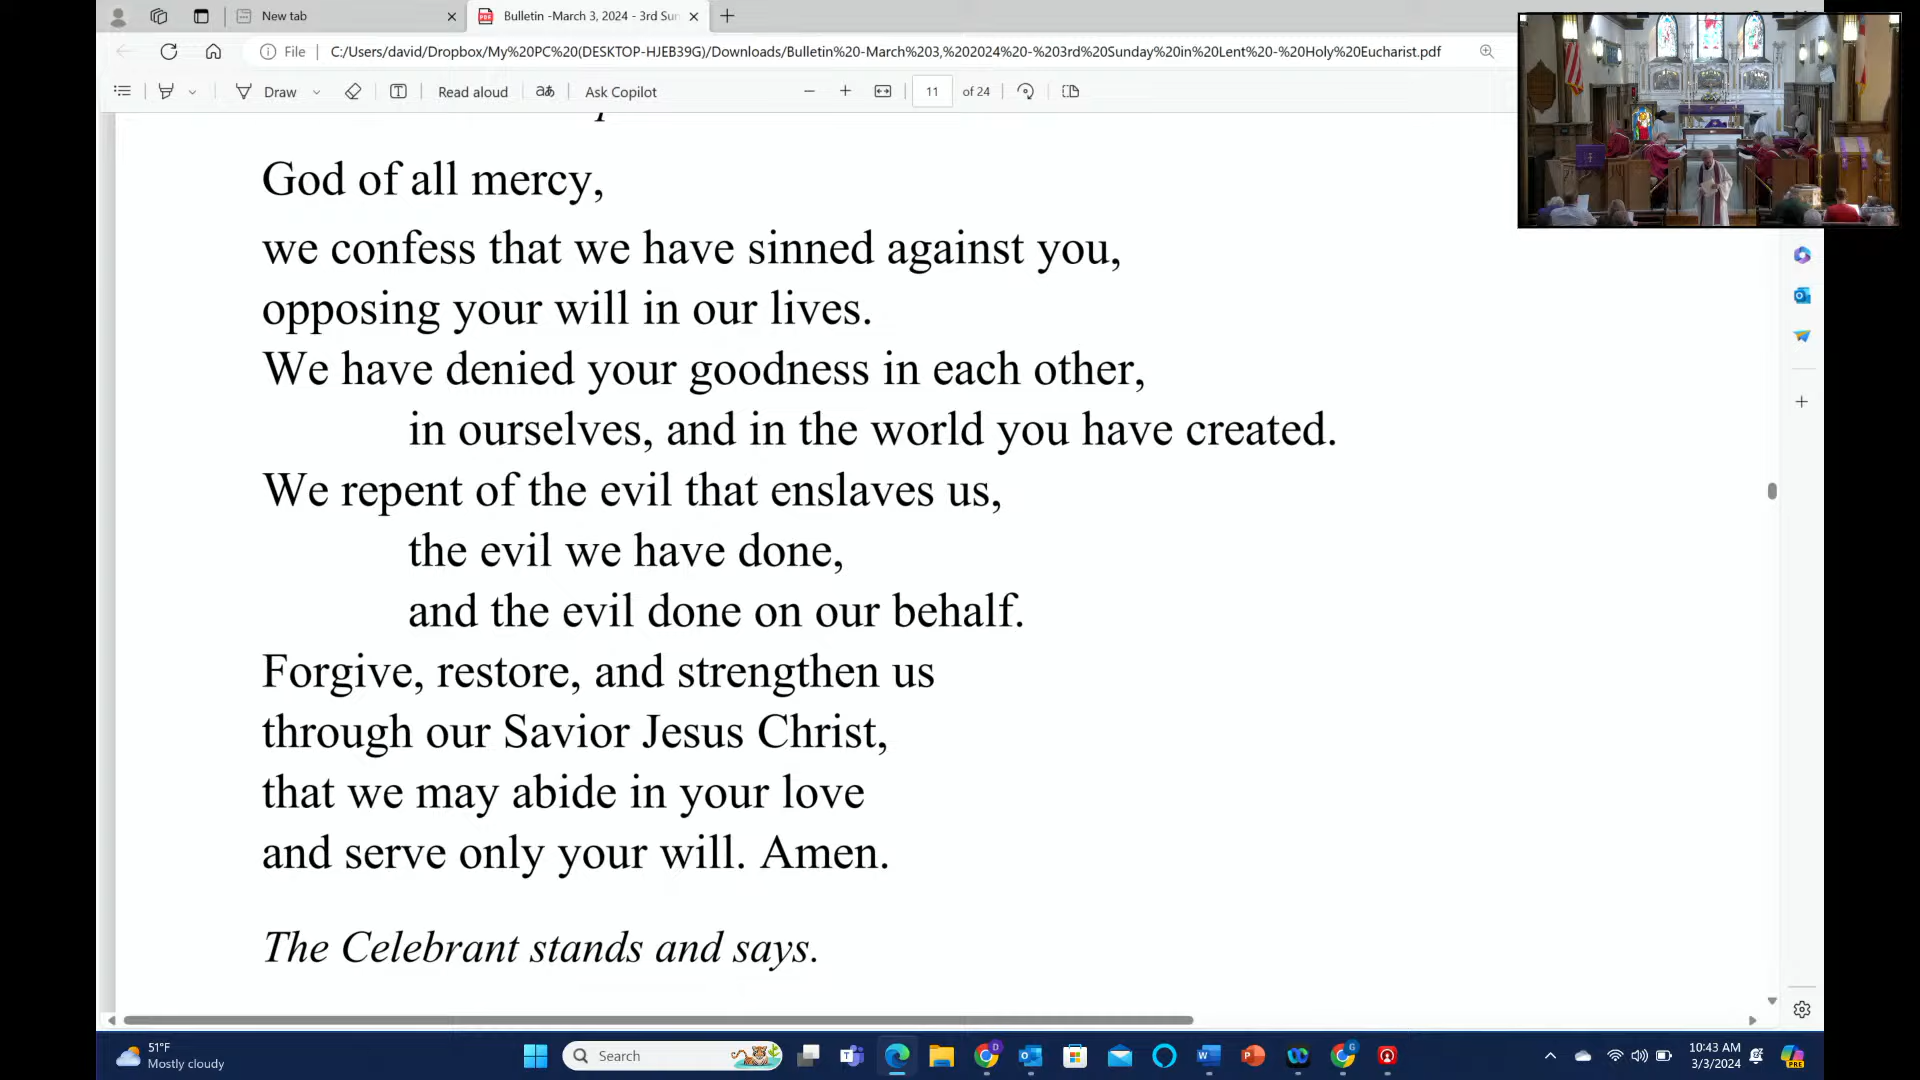 New tab
Bulletin -March 3, 2024 - 3rd Sun
File
C:/Users/david/Dropbox/My%20PC%20(DESKTOP-HJEB39G)/Downloads/Bulletin%20-March%203,%202024%20-%203rd%20Sunday%20in%20Lent%20-%20Holy%20Eucharist.pdf
Draw
Read aloud
Ask Copilot
11 of 24
God of all mercy,
we confess that we have sinned against you,
opposing your will in our lives.
We have denied your goodness in each other,
in ourselves, and in the world you have created.
We repent of the evil that enslaves us,
the evil we have done,
and the evil done on our behalf.
Forgive, restore, and strengthen us
through our Savior Jesus Christ,
that we may abide in your love
and serve only your will. Amen.
The Celebrant stands and says.
51°F
Mostly cloudy
Search
10:43 AM
3/3/2024